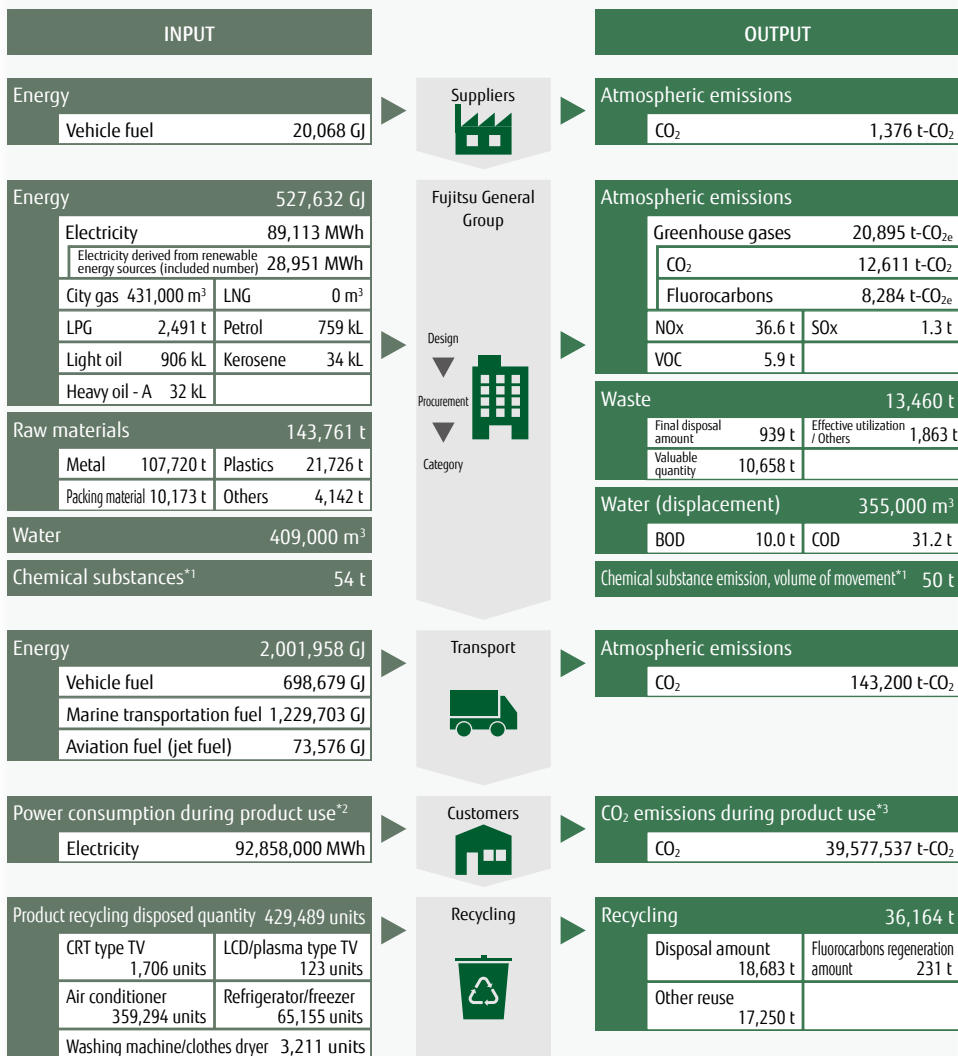 INPUT
OUTPUT
Energy
Vehicle fuel 20,068 GJ
Suppliers
Atmospheric emissions
CO₂ 1,376 t-CO₂
Energy 527,632 GJ
Electricity 89,113 MWh
Electricity derived from renewable
energy sources (included number) 28,951 MWh
City gas 431,000 m³ LNG 0 m³
LPG 2,491 t Petrol 759 kL
Light oil 906 kL Kerosene 34 kL
Heavy oil - A 32 kL
Raw materials 143,761 t
Metal 107,720 t Plastics 21,726 t
Packing material 10,173 t Others 4,142 t
Water 409,000 m³
Chemical substances*1 54 t
Fujitsu General
Group
Design
Procurement
Category
Atmospheric emissions
Greenhouse gases 20,895 t-CO₂e
CO₂ 12,611 t-CO₂
Fluorocarbons 8,284 t-CO₂e
NOx 36.6 t SOx 1.3 t
VOC 5.9 t
Waste 13,460 t
Final disposal
amount 939 t Effective utilization
/ Others 1,863 t
Valuable
quantity 10,658 t
Water (displacement) 355,000 m³
BOD 10.0 t COD 31.2 t
Chemical substance emission, volume of movement*1 50 t
Energy 2,001,958 GJ
Vehicle fuel 698,679 GJ
Marine transportation fuel 1,229,703 GJ
Aviation fuel (jet fuel) 73,576 GJ
Transport
Atmospheric emissions
CO₂ 143,200 t-CO₂
Power consumption during product use*2
Electricity 92,858,000 MWh
Customers
CO₂ emissions during product use*3
CO₂ 39,577,537 t-CO₂
Product recycling disposed quantity 429,489 units
CRT type TV
1,706 units
LCD/plasma type TV
123 units
Air conditioner
359,294 units
Refrigerator/freezer
65,155 units
Washing machine/clothes dryer 3,211 units
Recycling
Recycling 36,164 t
Disposal amount
18,683 t
Fluorocarbons regeneration
amount 231 t
Other reuse
17,250 t